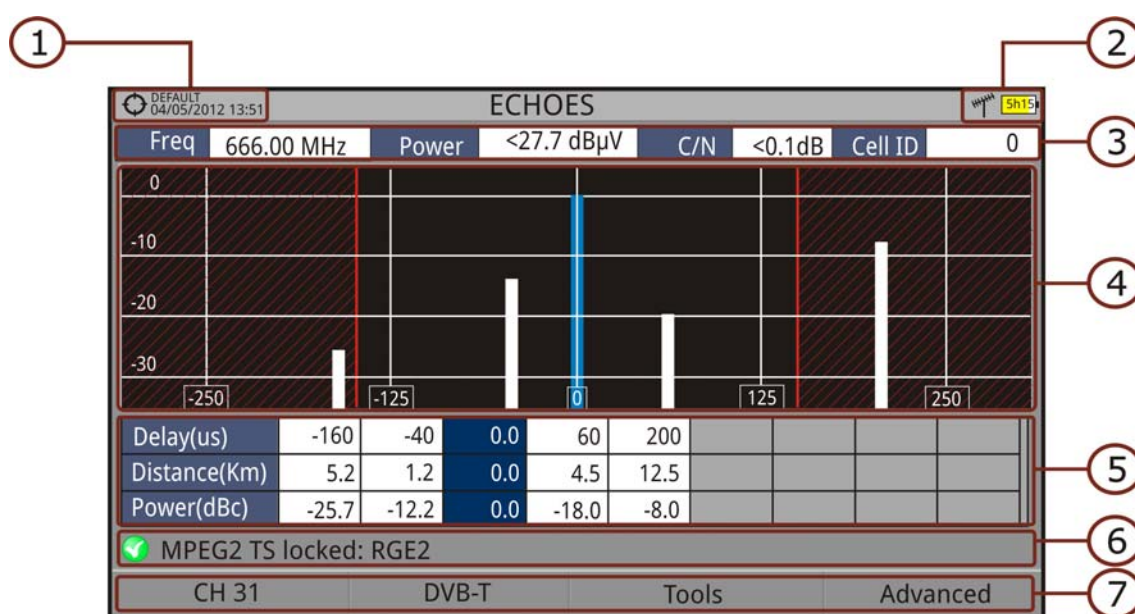 1
2
DEFAULT
04/05/2012 13:51
ECHOES
5h15
Freq 666.00 MHz Power <27.7 dBµV C/N <0.1dB Cell ID 0
3
0
-10
-20
-30
4
-250 -125 0 125 250
Delay(us) -160 -40 0.0 60 200
Distance(Km) 5.2 1.2 0.0 4.5 12.5
Power(dBc) -25.7 -12.2 0.0 -18.0 -8.0
5
MPEG2 TS locked: RGE2
6
CH 31 DVB-T Tools Advanced
7